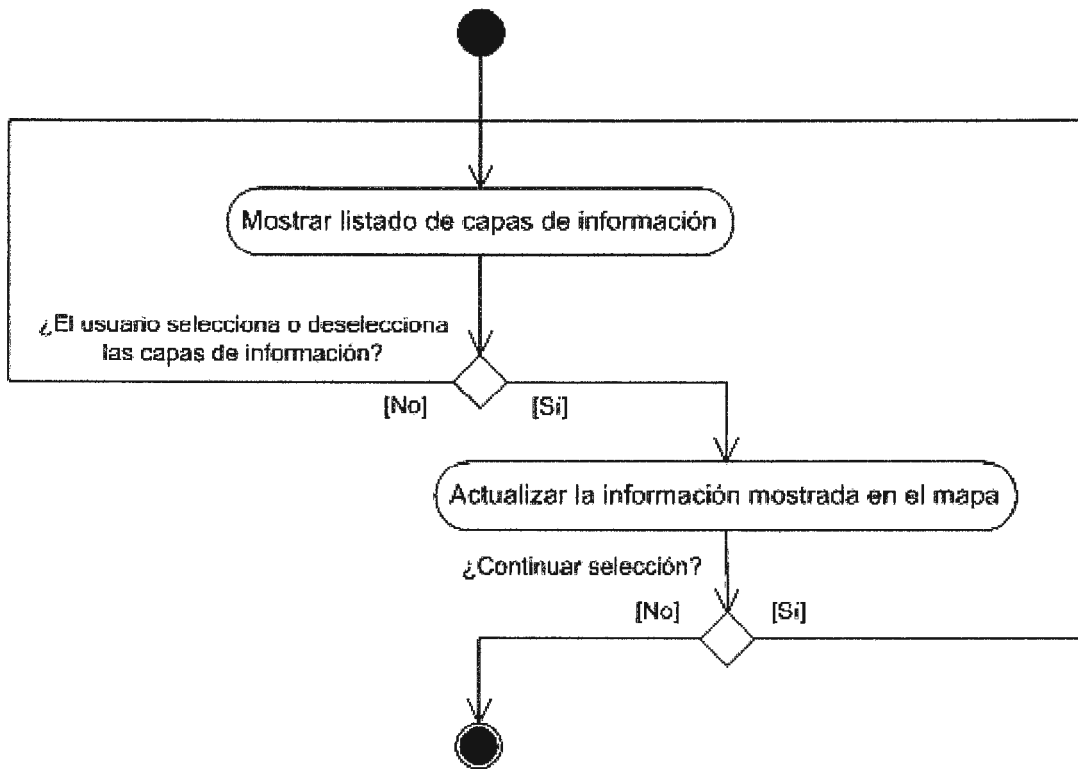 Mostrar listado de capas de información
¿El usuario selecciona o deselecciona
las capas de información?
[No]
[Si]
Actualizar la información mostrada en el mapa
¿Continuar selección?
[No]
[Si]